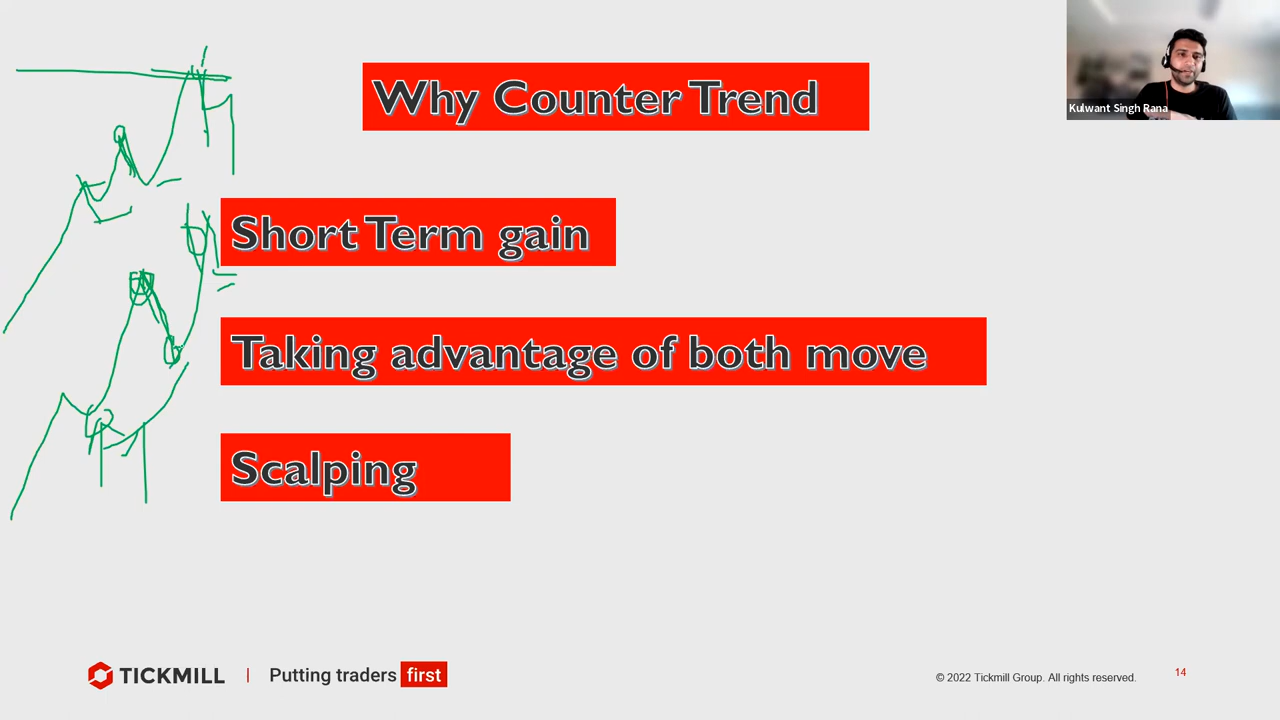 Why Counter Trend
Kulwant Singh Rana
Short Term gain
Taking advantage of both move
Scalping
TICKMILL | Putting traders first
© 2022 Tickmill Group. All rights reserved.
14